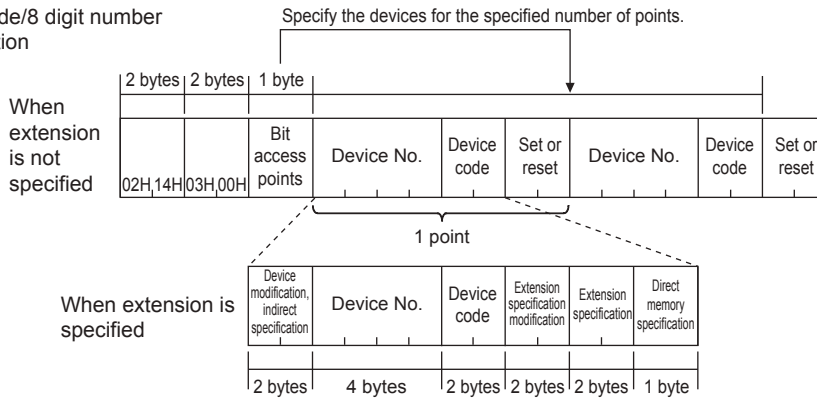 de/8 digit number
tion
Specify the devices for the specified number of points.
2 bytes 2 bytes 1 byte
When
extension
is not
specified
02H,14H 03H,00H
Bit
access
points
Device No.
Device
code
Set or
reset
Device No.
Device
code
Set or
reset
1 point
When extension is
specified
Device
modification,
indirect
specification
Device No.
Device
code
Extension
specification
modification
Extension
specification
Direct
memory
specification
2 bytes 4 bytes 2 bytes 2 bytes 2 bytes 1 byte